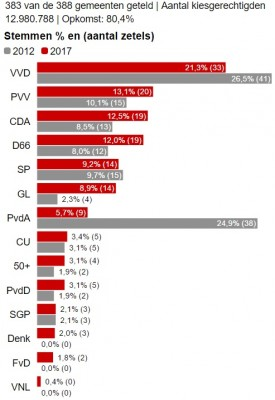 383 van de 388 gemeenten geteld | Aantal kiesgerechtigden
12.980.788 | Opkomst: 80,4%
Stemmen % en (aantal zetels)
2012 2017
VVD 21,3% (33)
26,5% (41)
PVV 13,1% (20)
10,1% (15)
CDA 12,5% (19)
8,5% (13)
D66 12,0% (19)
8,0% (12)
SP 9,2% (14)
9,7% (15)
GL 8,9% (14)
2,3% (4)
PvdA 5,7% (9)
24,9% (38)
CU 3,4% (5)
3,1% (5)
50+ 3,1% (4)
1,9% (2)
PvdD 3,1% (5)
1,9% (2)
SGP 2,1% (3)
2,1% (3)
Denk 2,0% (3)
0,0% (0)
FvD 1,8% (2)
0,0% (0)
VNL 0,4% (0)
0,0% (0)